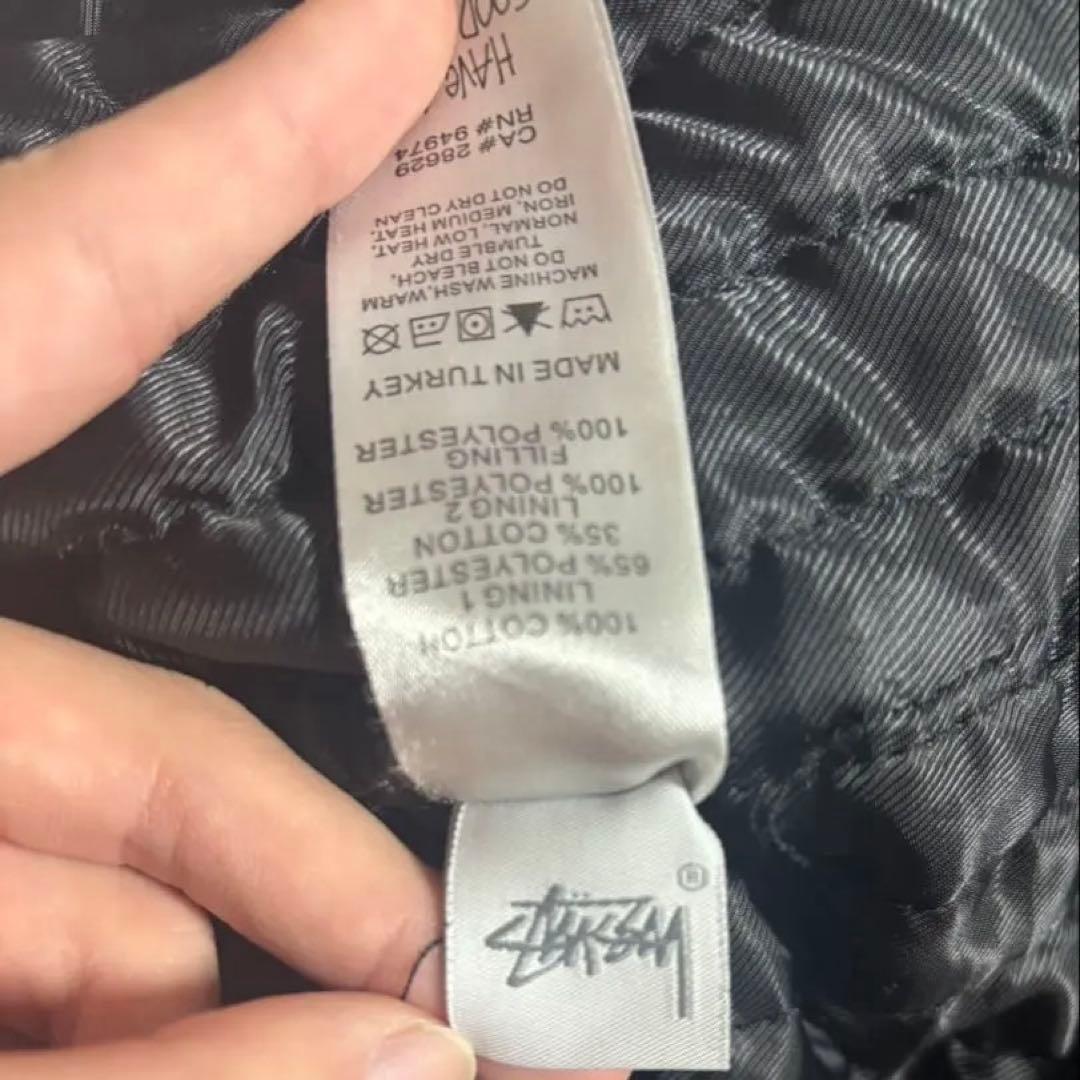 100% COTTON
LINING 1
65% POLYESTER
35% COTTON
LINING 2
100% POLYESTER
FILLING
100% POLYESTER
MADE IN TURKEY
MACHINE WASH, WARM
DO NOT BLEACH,
TUMBLE DRY
NORMAL, LOW HEAT,
IRON, MEDIUM HEAT.
DO NOT DRY CLEAN
CA# 28629
RN# 94974
HAVE
GOOD
Stüssy ®